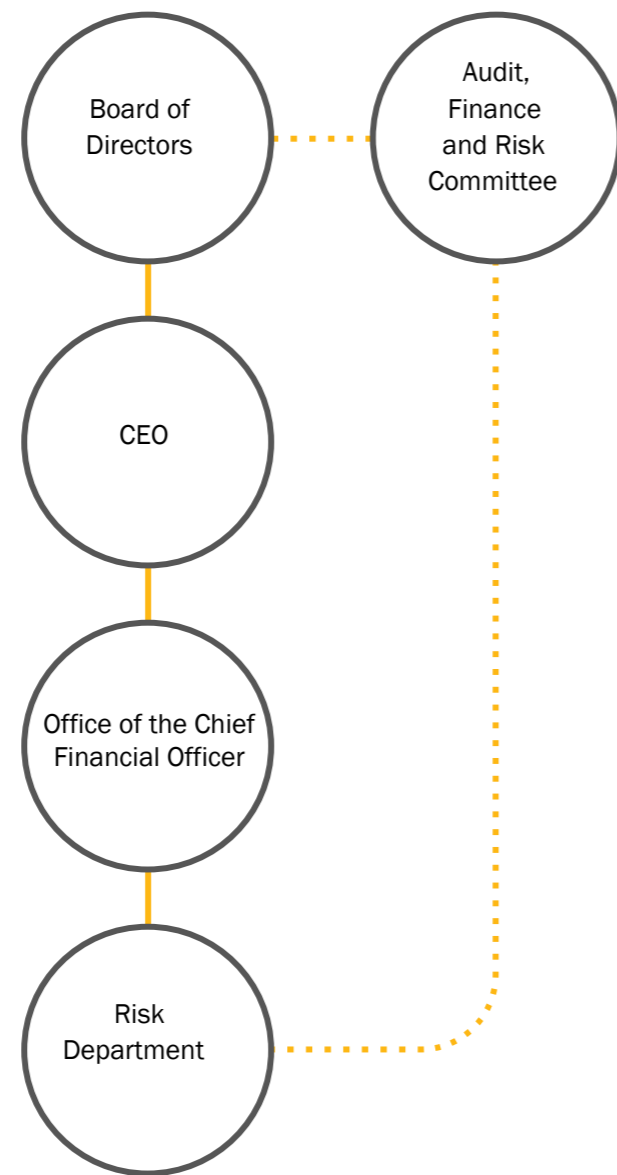 Board of
Directors
Audit,
Finance
and Risk
Committee
CEO
Office of the Chief
Financial Officer
Risk
Department